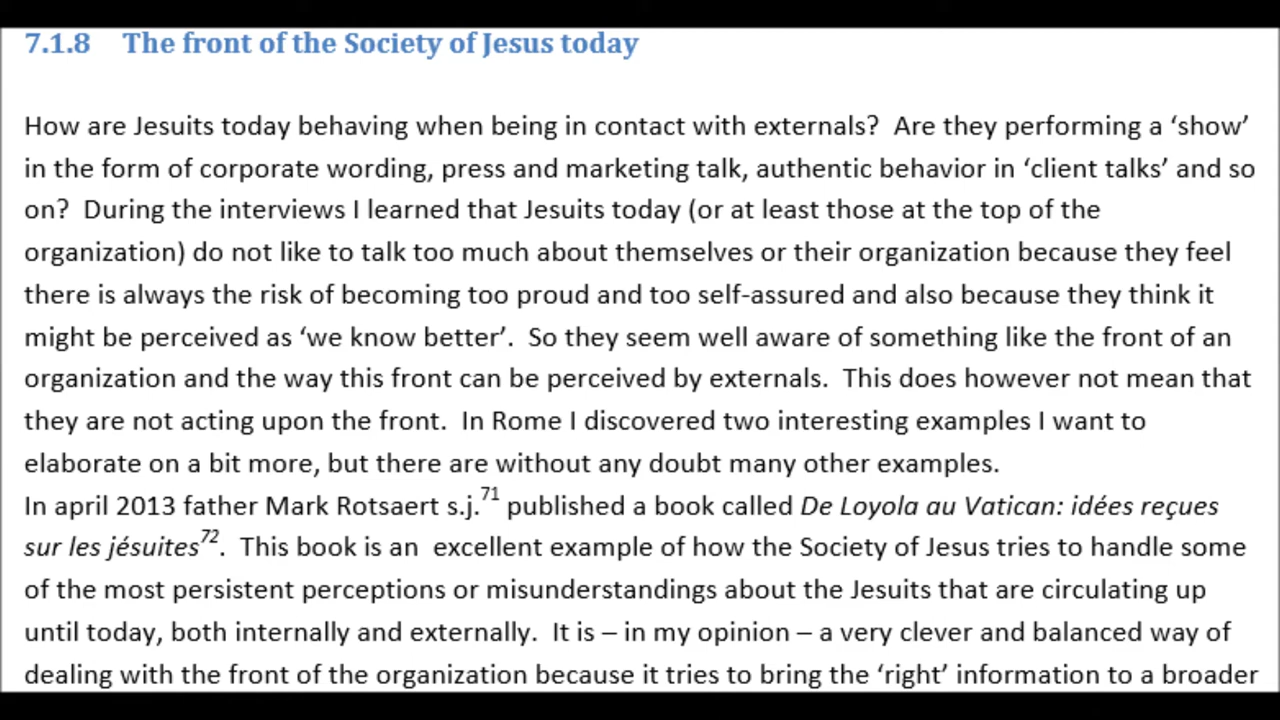 7.1.8 The front of the Society of Jesus today
How are Jesuits today behaving when being in contact with externals? Are they performing a ‘show’
in the form of corporate wording, press and marketing talk, authentic behavior in ‘client talks’ and so
on? During the interviews I learned that Jesuits today (or at least those at the top of the
organization) do not like to talk too much about themselves or their organization because they feel
there is always the risk of becoming too proud and too self-assured and also because they think it
might be perceived as ‘we know better’. So they seem well aware of something like the front of an
organization and the way this front can be perceived by externals. This does however not mean that
they are not acting upon the front. In Rome I discovered two interesting examples I want to
elaborate on a bit more, but there are without any doubt many other examples.
In april 2013 father Mark Rotsaert s.j.71 published a book called De Loyola au Vatican: idées reçues
sur les jésuites72. This book is an excellent example of how the Society of Jesus tries to handle some
of the most persistent perceptions or misunderstandings about the Jesuits that are circulating up
until today, both internally and externally. It is – in my opinion – a very clever and balanced way of
dealing with the front of the organization because it tries to bring the ‘right’ information to a broader